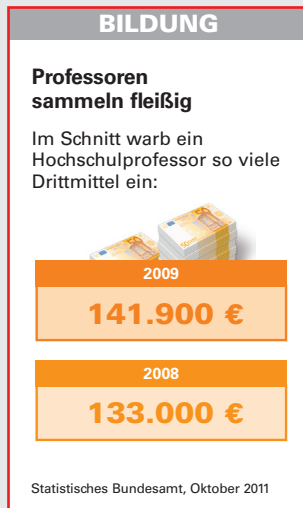 BILDUNG
Professoren
sammeln fleißig
Im Schnitt warb ein
Hochschulprofessor so viele
Drittmittel ein:
2009
141.900 €
2008
133.000 €
Statistisches Bundesamt, Oktober 2011